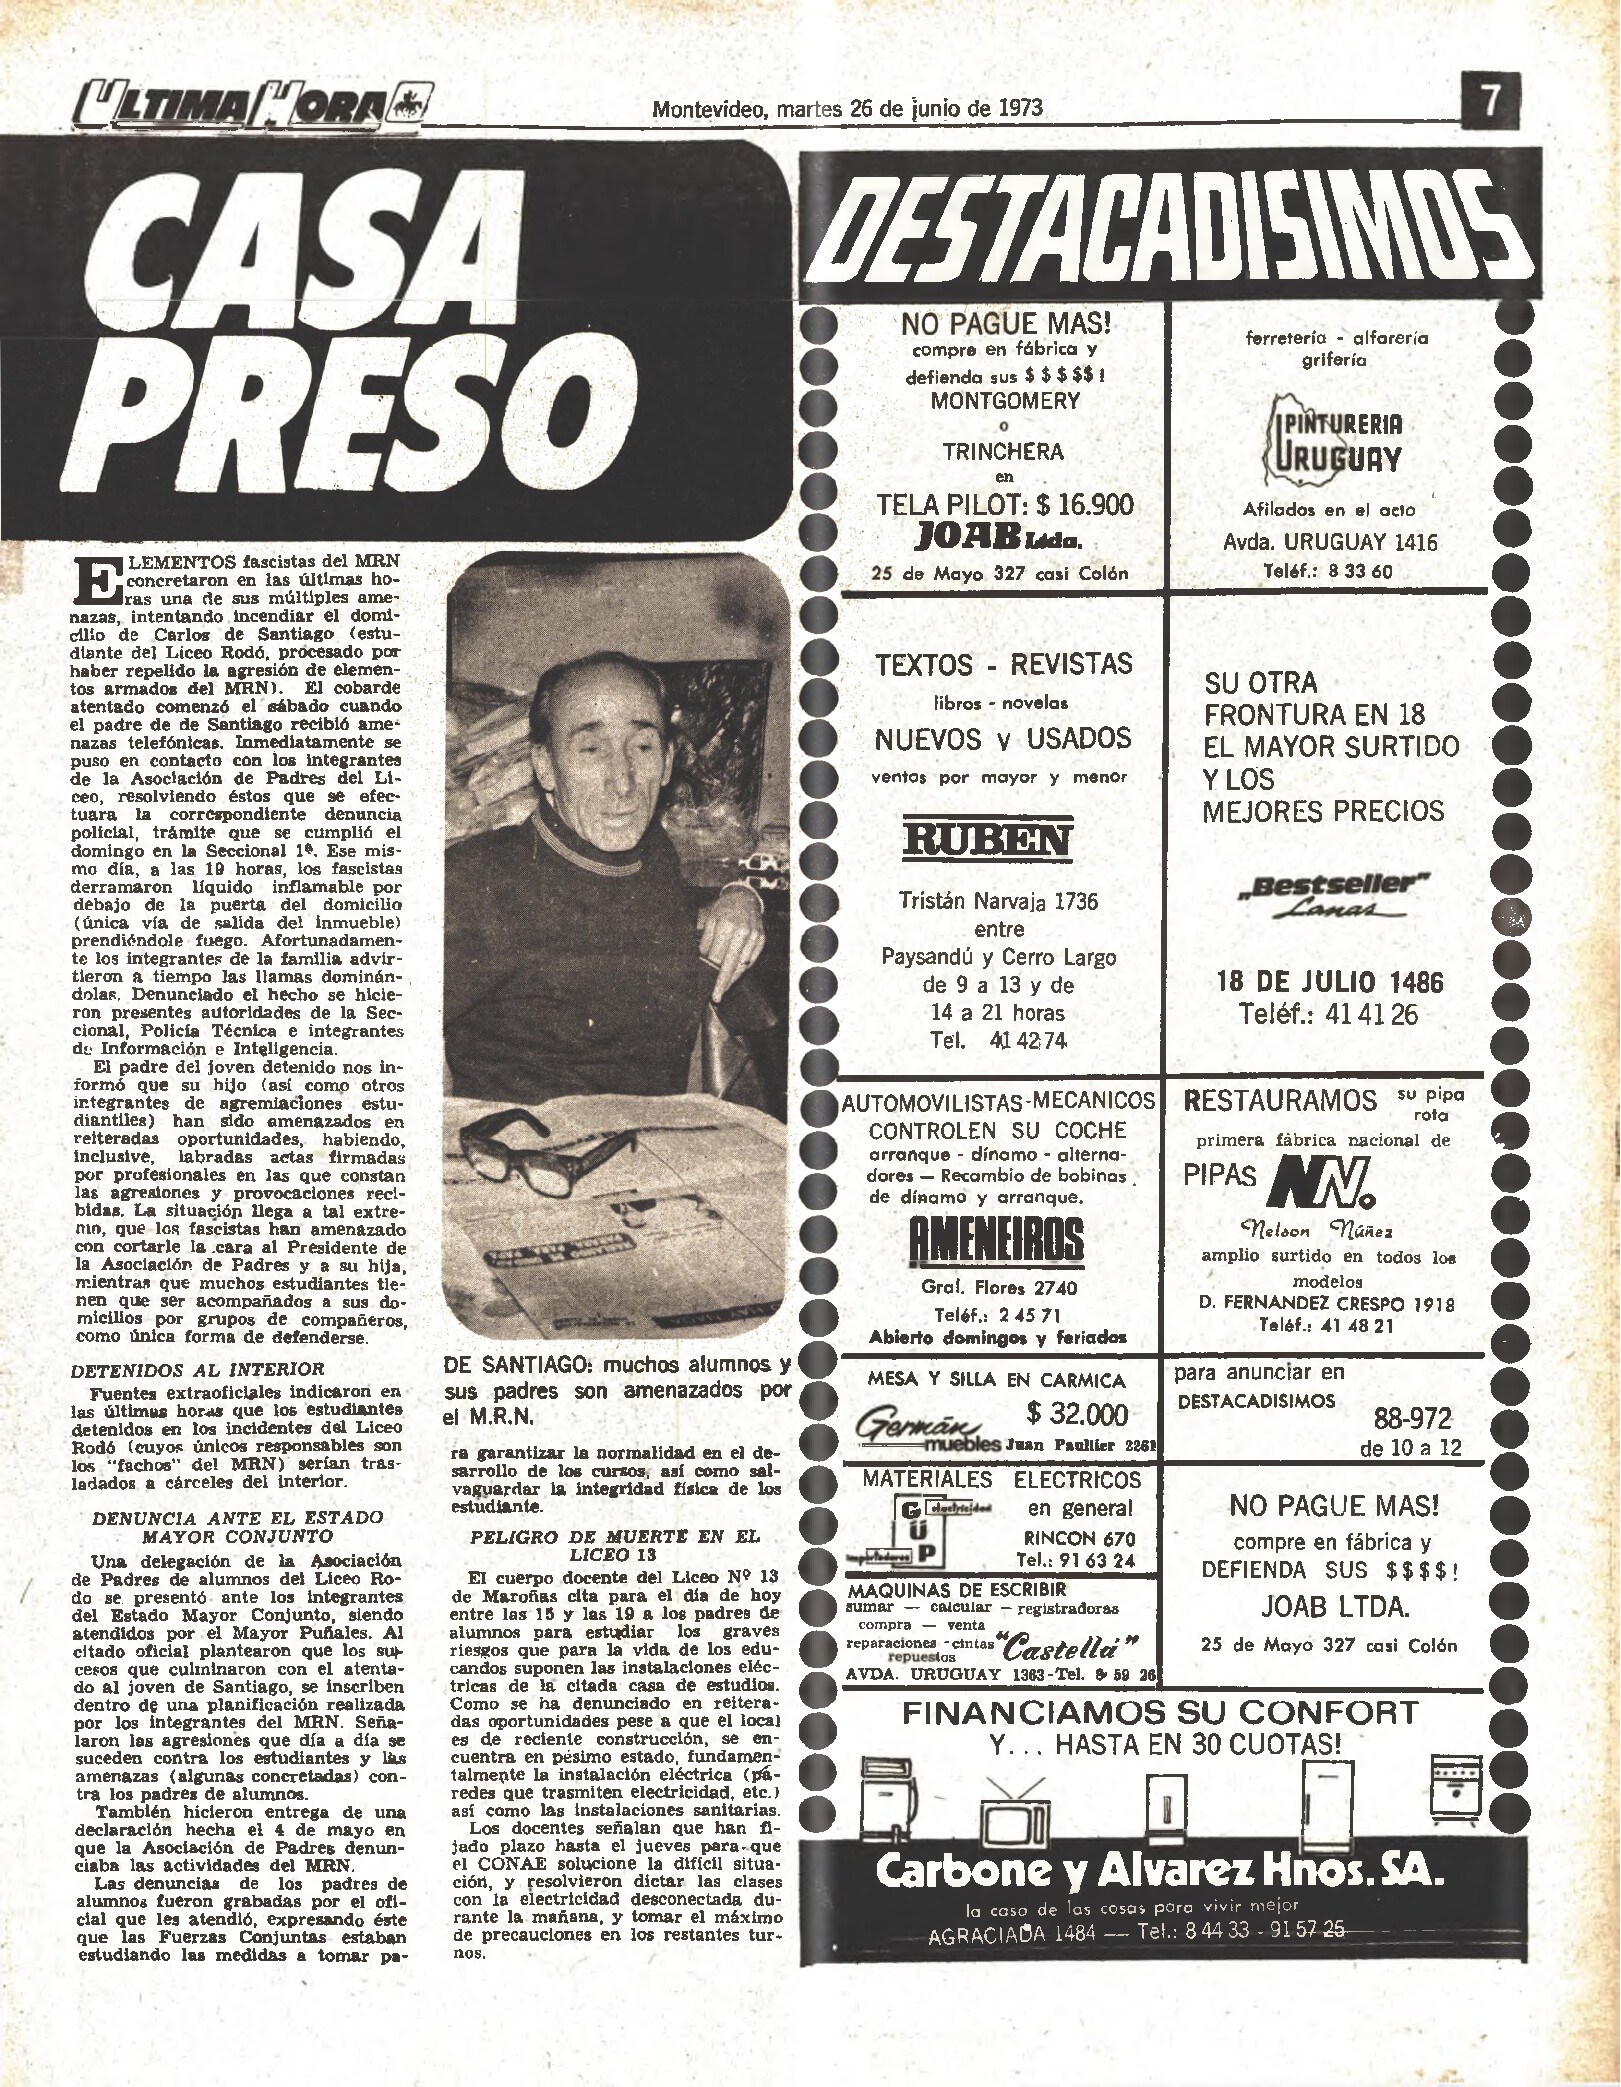 ULTIMA HORA
Montevideo, martes 26 de junio de 1973
7
CASA
PRESO
ELEMENTOS fascistas del MRN
concretaron en las últimas ho-
ras una de sus múltiples ame-
nazas, intentando incendiar el domi-
cilio de Carlos de Santiago (estu-
diante del Liceo Rodó, procesado por
haber repelido la agresión de elemen-
tos armados del MRN). El cobarde
atentado comenzó el sábado cuando
el padre de de Santiago recibió ame-
nazas telefónicas. Inmediatamente se
puso en contacto con los integrantes
de la Asociación de Padres del Li-
ceo, resolviendo éstos que se efec-
tuara la correspondiente denuncia
policial, trámite que se cumplió el
domingo en la Seccional 1ª. Ese mis-
mo día, a las 19 horas, los fascistas
derramaron líquido inflamable por
debajo de la puerta del domicilio
(única vía de salida del inmueble)
prendiéndole fuego. Afortunadamen-
te los integrantes de la familia advir-
tieron a tiempo las llamas dominán-
dolas. Denunciado el hecho se hicie-
ron presentes autoridades de la Sec-
cional, Policía Técnica e integrantes
de Información e Inteligencia.
El padre del joven detenido nos in-
formó que su hijo (así como otros
integrantes de agremiaciones estu-
diantiles) han sido amenazados en
reiteradas oportunidades, habiendo,
inclusive, labradas actas firmadas
por profesionales en las que constan
las agresiones y provocaciones reci-
bidas. La situación llega a tal extre-
mo, que los fascistas han amenazado
con cortarle la cara al Presidente de
la Asociación de Padres y a su hija,
mientras que muchos estudiantes tie-
nen que ser acompañados a sus do-
micilios por grupos de compañeros,
como única forma de defenderse.
DETENIDOS AL INTERIOR
Fuentes extraoficiales indicaron en
las últimas horas que los estudiantes
detenidos en los incidentes del Liceo
Rodó (cuyos únicos responsables son
los "fachos" del MRN) serían tras-
ladados a cárceles del interior.
DENUNCIA ANTE EL ESTADO
MAYOR CONJUNTO
Una delegación de la Asociación
de Padres de alumnos del Liceo Ro-
do se presentó ante los integrantes
del Estado Mayor Conjunto, siendo
atendidos por el Mayor Puñales. Al
citado oficial plantearon que los su-
cesos que culminaron con el atenta-
do al joven de Santiago, se inscriben
dentro de una planificación realizada
por los integrantes del MRN. Seña-
laron las agresiones que día a día se
suceden contra los estudiantes y las
amenazas (algunas concretadas) con-
tra los padres de alumnos.
También hicieron entrega de una
declaración hecha el 4 de mayo en
que la Asociación de Padres denun-
ciaba las actividades del MRN.
Las denuncias de los padres de
alumnos fueron grabadas por el ofi-
cial que les atendió, expresando éste
que las Fuerzas Conjuntas estaban
estudiando las medidas a tomar pa-
DE SANTIAGO: muchos alumnos y
sus padres son amenazados por
el M.R.N.
ra garantizar la normalidad en el de-
sarrollo de los cursos, así como sal-
vaguardar la integridad física de los
estudiante.
PELIGRO DE MUERTE EN EL
LICEO 13
El cuerpo docente del Liceo Nº 13
de Maroñas cita para el día de hoy
entre las 15 y las 19 a los padres de
alumnos para estudiar los graves
riesgos que para la vida de los edu-
candos suponen las instalaciones eléc-
tricas de la citada casa de estudios.
Como se ha denunciado en reitera-
das oportunidades pese a que el local
es de reciente construcción, se en-
cuentra en pésimo estado, fundamen-
talmente la instalación eléctrica (pa-
redes que trasmiten electricidad, etc.)
así como las instalaciones sanitarias.
Los docentes señalan que han fi-
jado plazo hasta el jueves para que
el CONAE solucione la difícil situa-
ción, y resolvieron dictar las clases
con la electricidad desconectada du-
rante la mañana, y tomar el máximo
de precauciones en los restantes tur-
nos.
DESTACADISIMOS
NO PAGUE MAS!
compre en fábrica y
defienda sus $ $ $ $$ !
MONTGOMERY
o
TRINCHERA
en
TELA PILOT: $ 16.900
JOAB Ltda.
25 de Mayo 327 casi Colón
ferretería - alfarería
grifería
PINTURERIA
URUGUAY
Afilados en el acto
Avda. URUGUAY 1416
Teléf.: 8 33 60
TEXTOS - REVISTAS
libros - novelas
NUEVOS y USADOS
ventas por mayor y menor
RUBEN
Tristán Narvaja 1736
entre
Paysandú y Cerro Largo
de 9 a 13 y de
14 a 21 horas
Tel. 41 42 74
SU OTRA
FRONTURA EN 18
EL MAYOR SURTIDO
Y LOS
MEJORES PRECIOS
„Bestseller"
Lanas
18 DE JULIO 1486
Teléf.: 41 41 26
AUTOMOVILISTAS-MECANICOS
CONTROLEN SU COCHE
arranque - dínamo - alterna-
dores — Recambio de bobinas
de dínamo y arranque.
AMENEIROS
Gral. Flores 2740
Teléf.: 2 45 71
Abierto domingos y feriados
RESTAURAMOS su pipa
rota
primera fábrica nacional de
PIPAS NN.
Nelson Núñez
amplio surtido en todos los
modelos
D. FERNANDEZ CRESPO 1918
Teléf.: 41 48 21
MESA Y SILLA EN CARMICA
$ 32.000
Germán
muebles Juan Paullier 2261
para anunciar en
DESTACADISIMOS
88-972
de 10 a 12
MATERIALES ELECTRICOS
GUP
electricidad
importadores
en general
RINCON 670
Tel.: 91 63 24
MAQUINAS DE ESCRIBIR
sumar — calcular — registradoras
compra — venta
reparaciones - cintas
repuestos
"Castellá"
AVDA. URUGUAY 1363-Tel. 8 59 26
NO PAGUE MAS!
compre en fábrica y
DEFIENDA SUS $$$$!
JOAB LTDA.
25 de Mayo 327 casi Colón
FINANCIAMOS SU CONFORT
Y... HASTA EN 30 CUOTAS!
Carbone y Alvarez Hnos. SA.
la casa de las cosas para vivir mejor
AGRACIADA 1484 — Tel.: 8 44 33 - 91 57 25